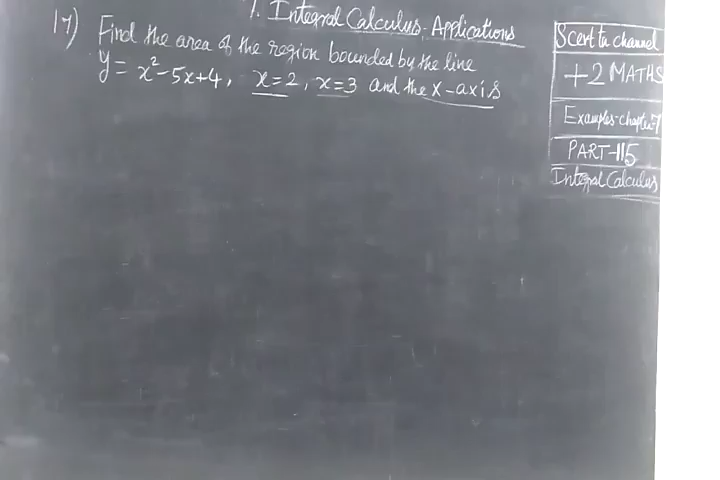 7. Integral Calculus-Applications
17) Find the area of the region bounded by the line
y = x² - 5x + 4, x = 2, x = 3 and the x-axis
Scert tn channel
+2 MATHS
Examples-chapter-7
PART-115
Integral Calculus